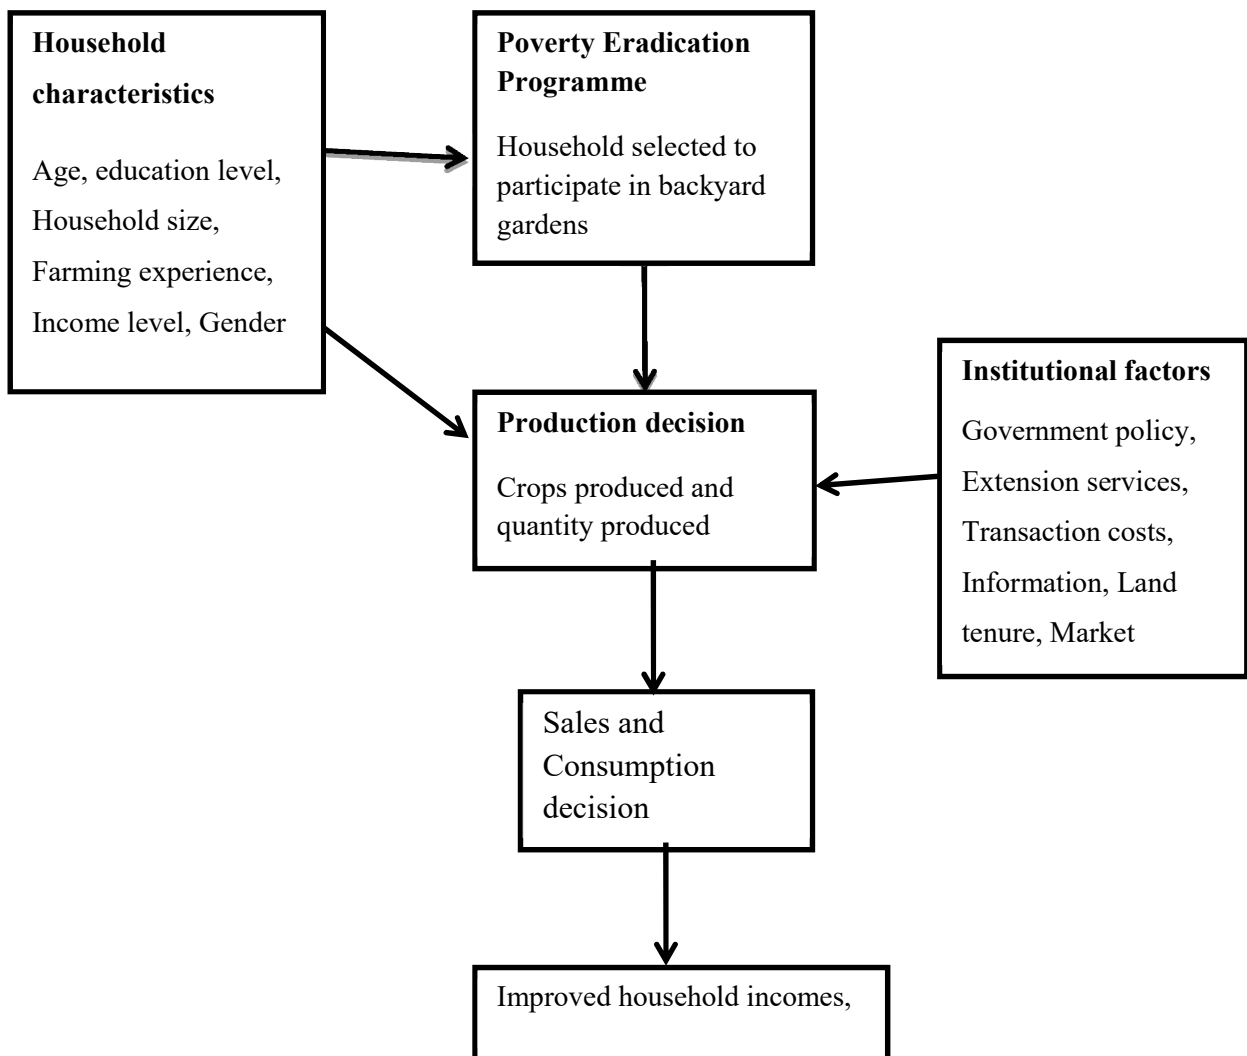 Household
characteristics
Age, education level,
Household size,
Farming experience,
Income level, Gender
Poverty Eradication
Programme
Household selected to
participate in backyard
gardens
Production decision
Crops produced and
quantity produced
Institutional factors
Government policy,
Extension services,
Transaction costs,
Information, Land
tenure, Market
Sales and
Consumption
decision
Improved household incomes,